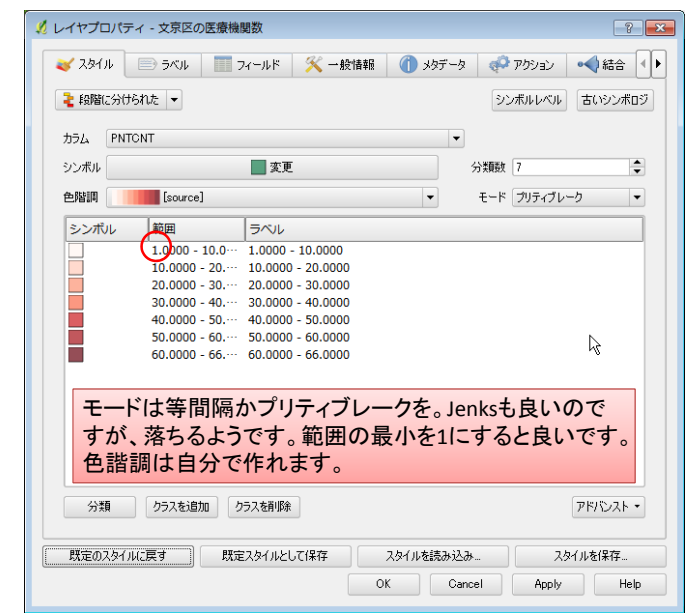 レイヤプロパティ - 文京区の医療機関数
スタイル ラベル フィールド 一般情報 メタデータ アクション 結合
段階に分けられた シンボルレベル 古いシンボロジ
カラム PNTCNT
シンボル 変更 分類数 7
色階調 [source] モード プリティブレーク
シンボル 範囲 ラベル
1.0000 - 10.0… 1.0000 - 10.0000
10.0000 - 20.… 10.0000 - 20.0000
20.0000 - 30.… 20.0000 - 30.0000
30.0000 - 40.… 30.0000 - 40.0000
40.0000 - 50.… 40.0000 - 50.0000
50.0000 - 60.… 50.0000 - 60.0000
60.0000 - 66.… 60.0000 - 66.0000
モードは等間隔かプリティブレークを。Jenksも良いので
すが、落ちるようです。範囲の最小を1にすると良いです。
色諧調は自分で作れます。
分類 クラスを追加 クラスを削除 アドバンスト
既定のスタイルに戻す 既定スタイルとして保存 スタイルを読み込み... スタイルを保存...
OK Cancel Apply Help